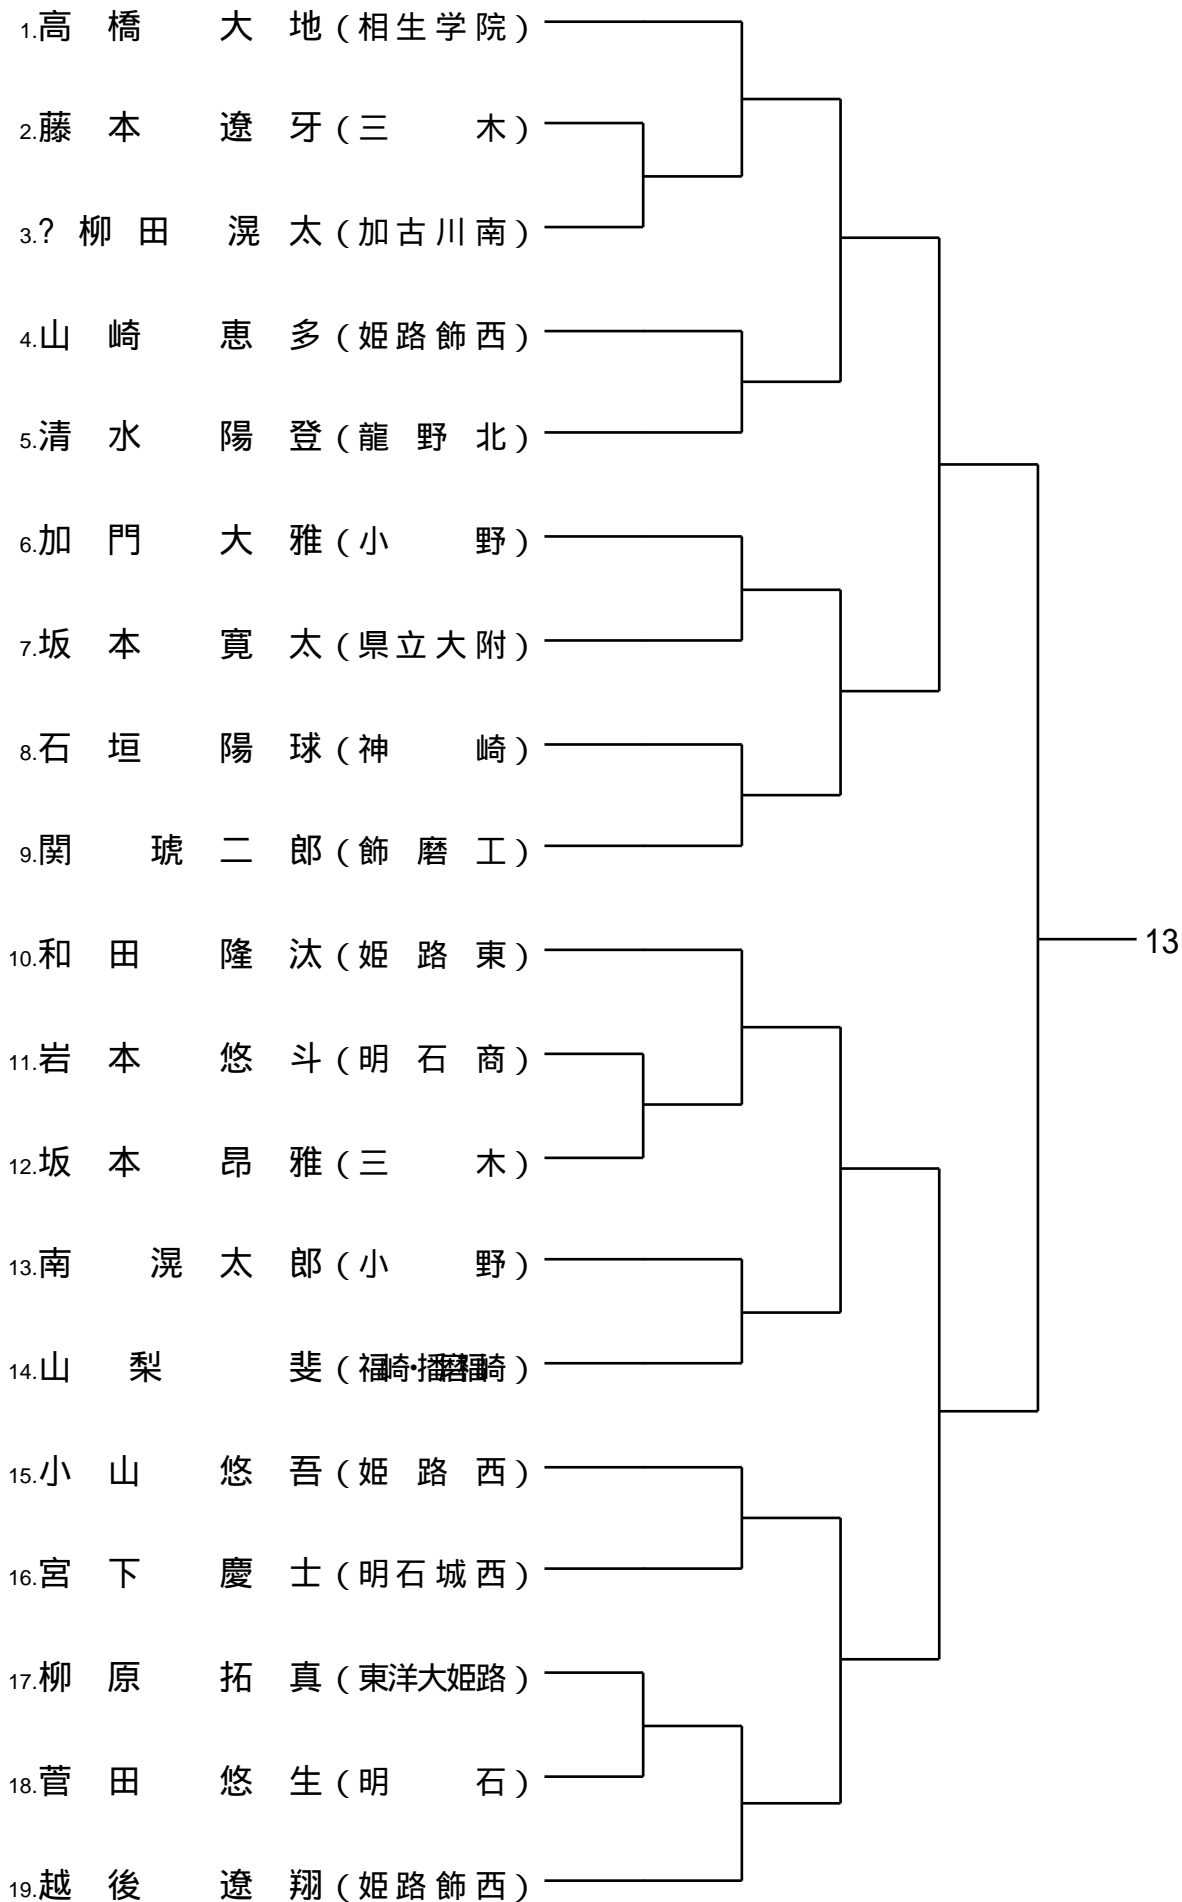 1.高橋 大地(相生学院)
2.藤本 遼牙(三木)
3.?柳田 滉太(加古川南)
4.山崎 恵多(姫路飾西)
5.清水 陽登(龍野北)
6.加門 大雅(小野)
7.坂本 寛太(県立大附)
8.石垣 陽球(神崎)
9.関 琥二郎(飾磨工)
10.和田 隆汰(姫路東)
13
11.岩本 悠斗(明石商)
12.坂本 昂雅(三木)
13.南 滉太郎(小野)
14.山梨 斐(福崎・播磨福崎)
15.小山 悠吾(姫路西)
16.宮下 慶士(明石城西)
17.柳原 拓真(東洋大姫路)
18.菅田 悠生(明石)
19.越後 遼翔(姫路飾西)